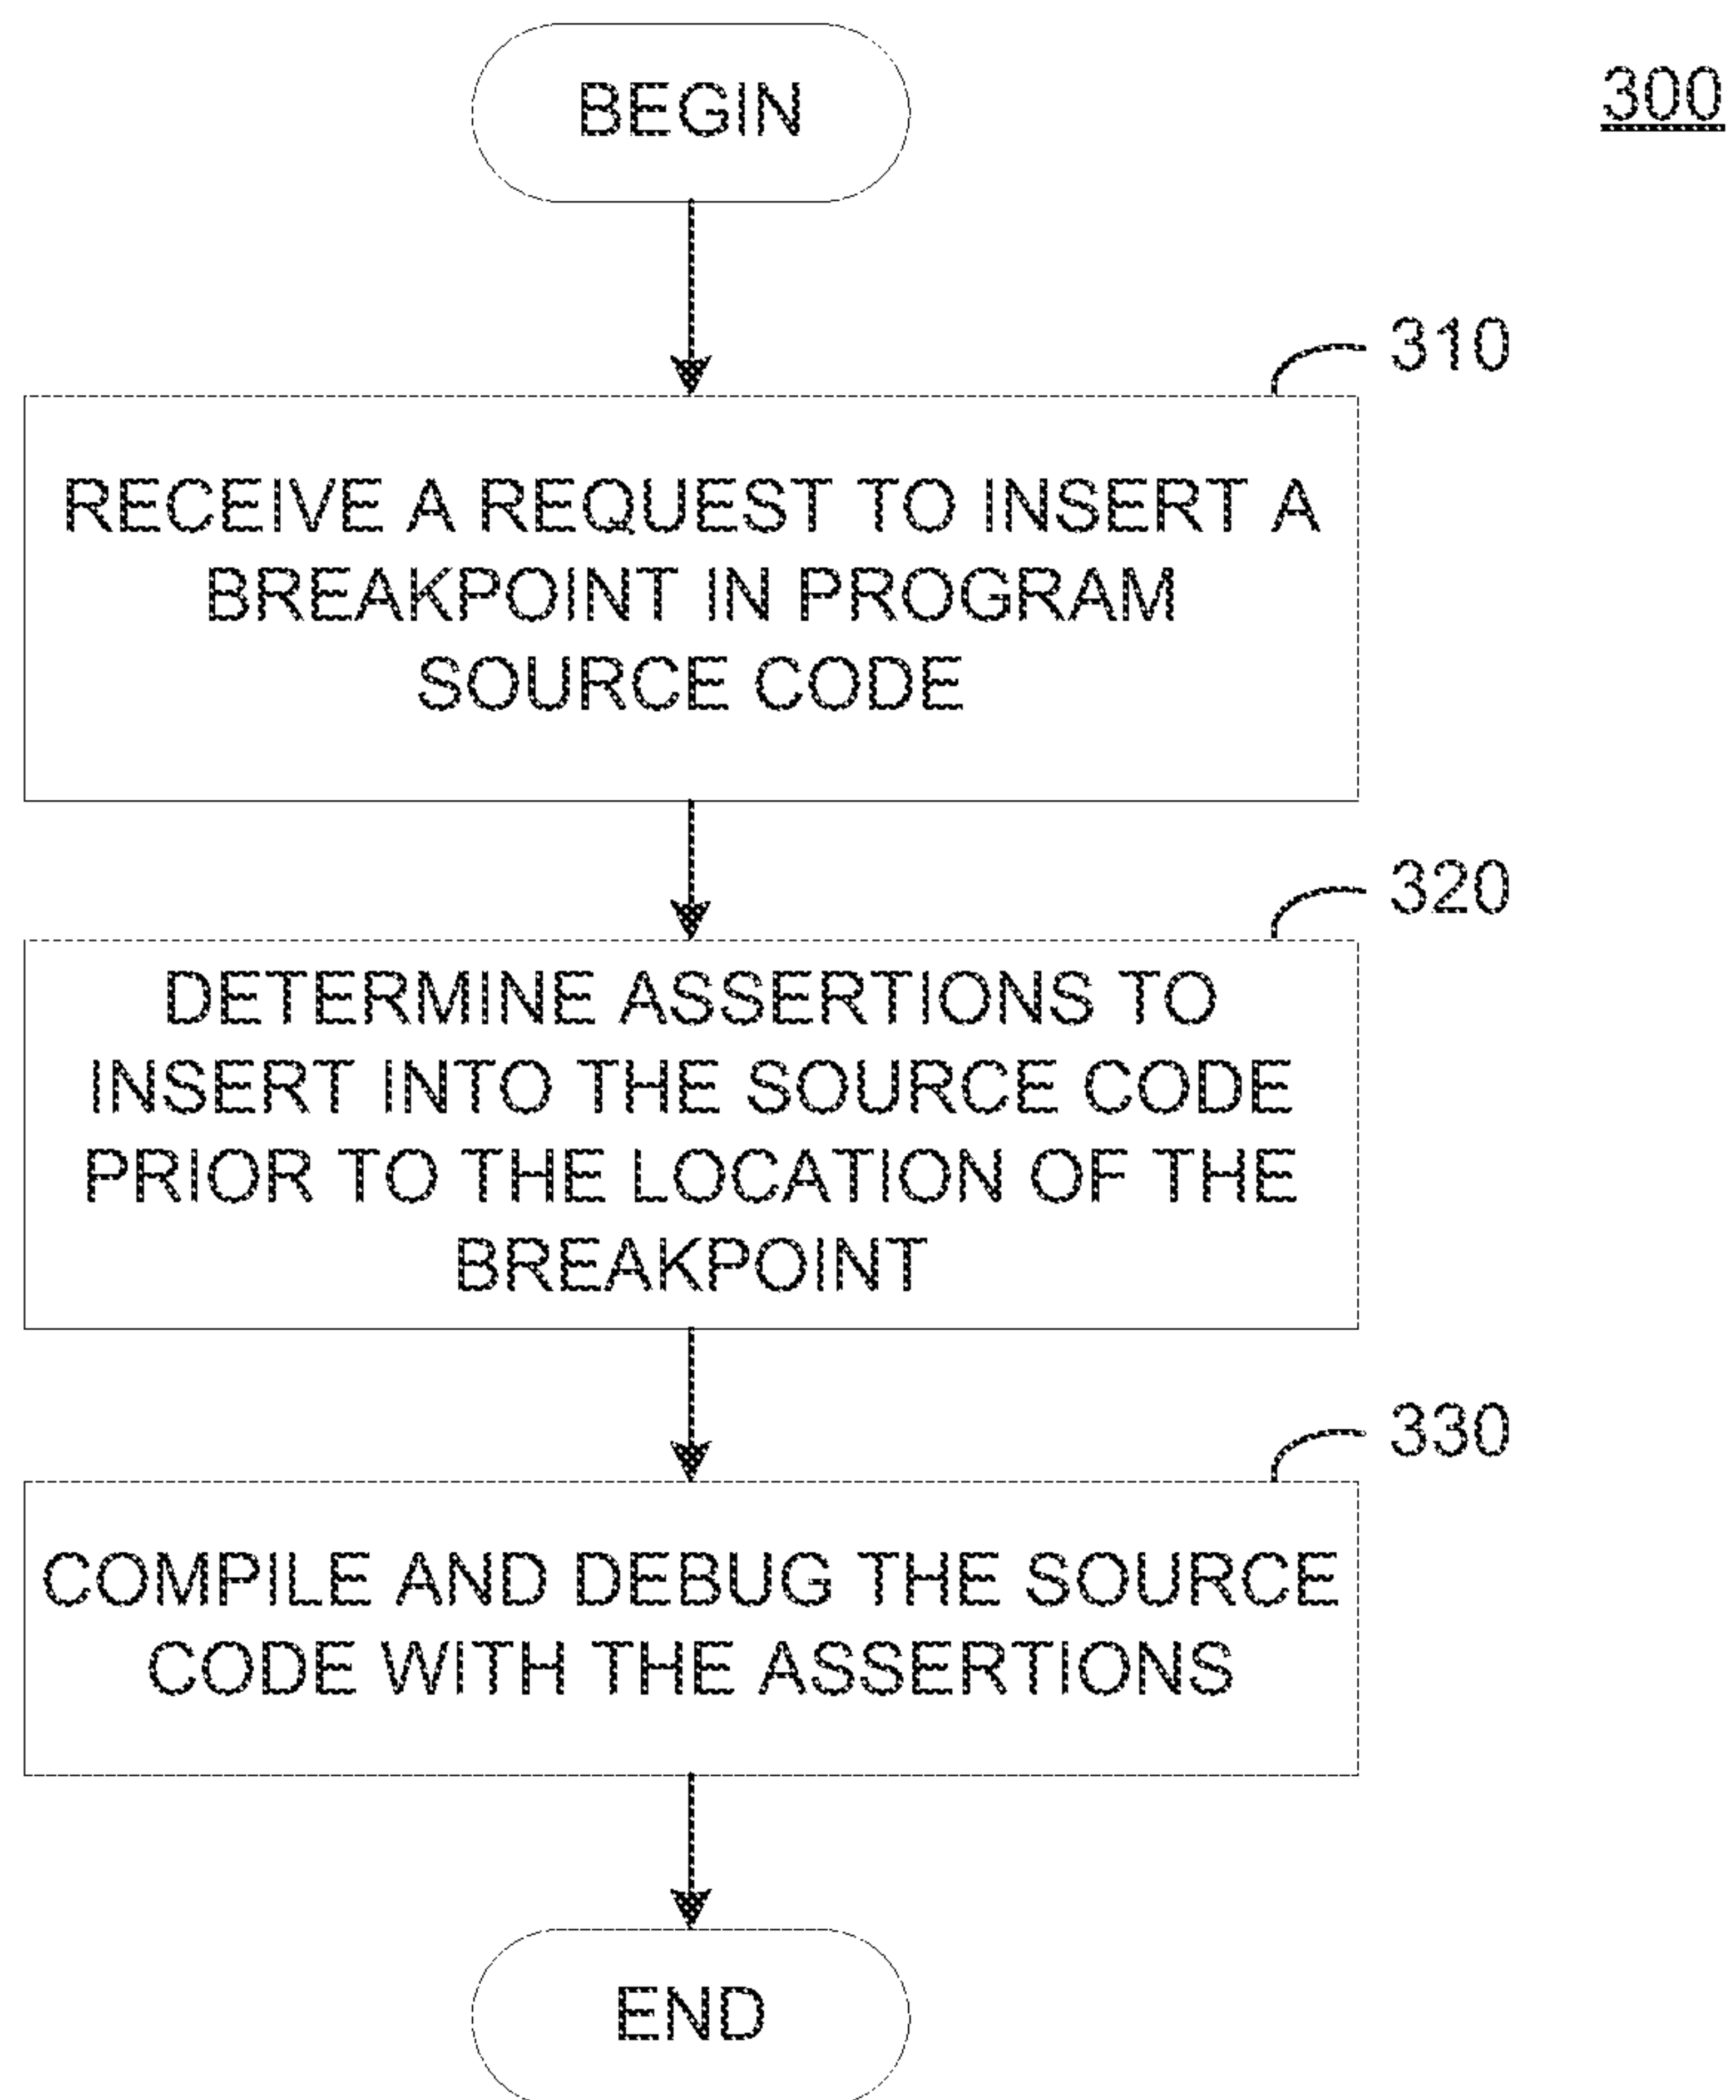 BEGIN
300
310
RECEIVE A REQUEST TO INSERT A
BREAKPOINT IN PROGRAM
SOURCE CODE
320
DETERMINE ASSERTIONS TO
INSERT INTO THE SOURCE CODE
PRIOR TO THE LOCATION OF THE
BREAKPOINT
330
COMPILE AND DEBUG THE SOURCE
CODE WITH THE ASSERTIONS
END